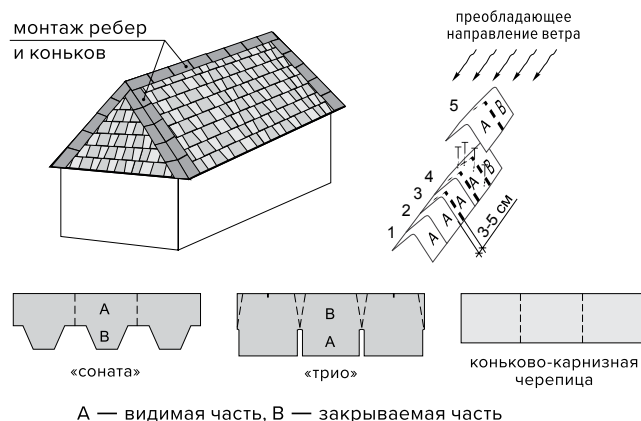 монтаж ребер
и коньков
преобладающее
направление ветра
5
А В
4
3
2
1
А А А А В
3-5 см
А
В
«соната»
В
А
«трио»
коньково-карнизная
черепица
А — видимая часть, В — закрываемая часть